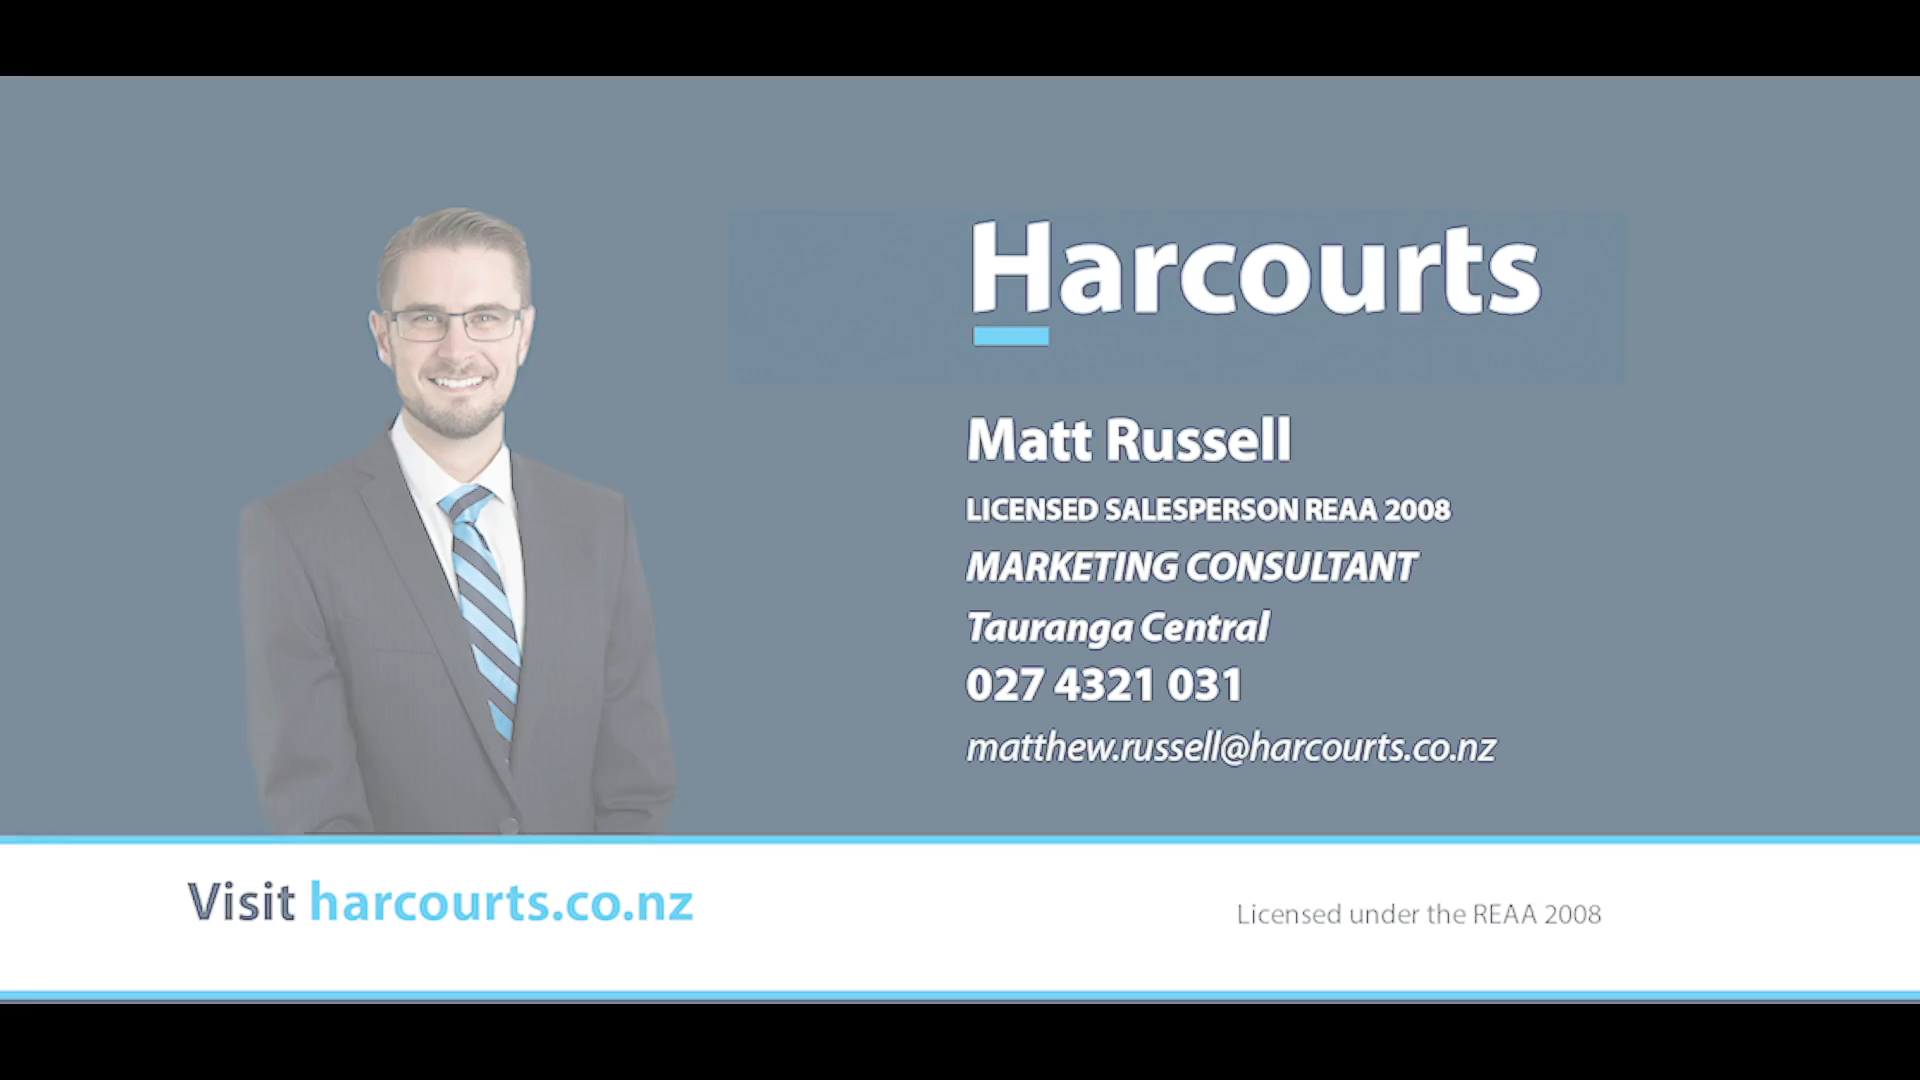 Harcourts
Matt Russell
LICENSED SALESPERSON REAA 2008
MARKETING CONSULTANT
Tauranga Central
027 4321 031
matthew.russell@harcourts.co.nz
Visit harcourts.co.nz
Licensed under the REAA 2008